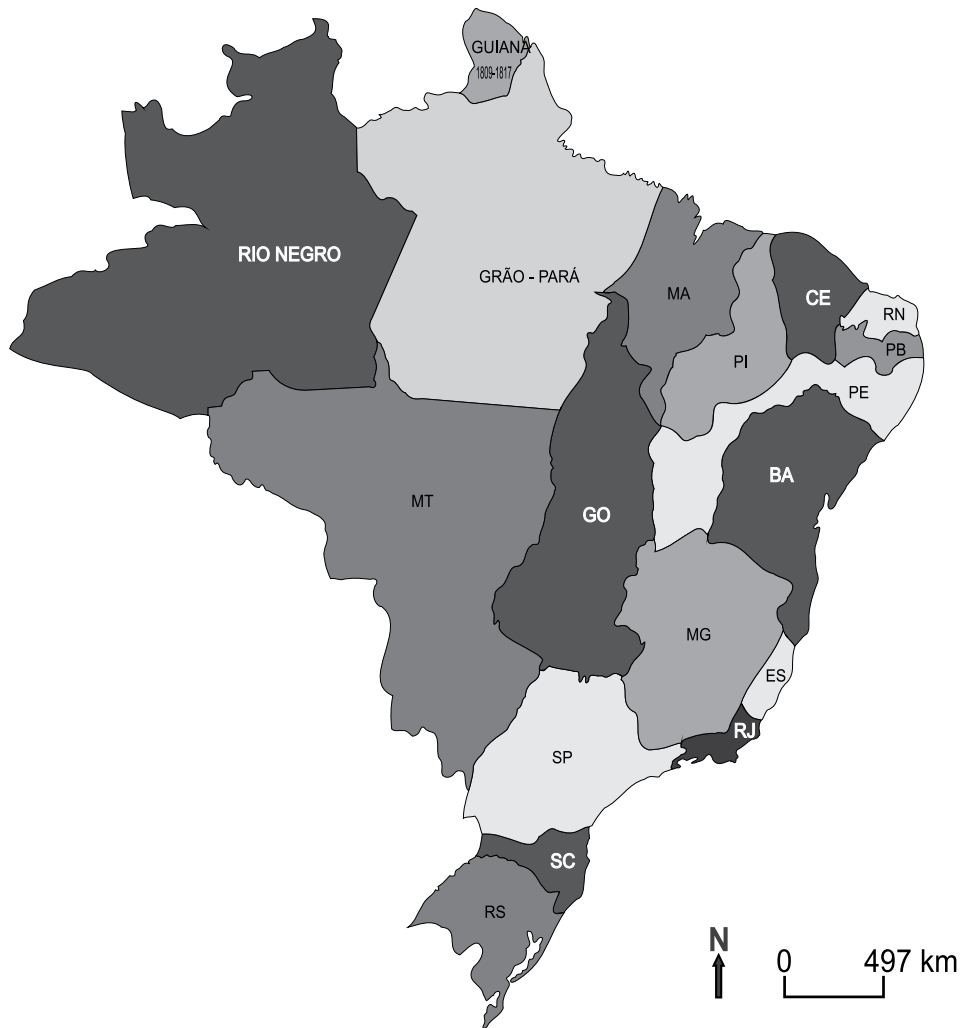 GUIANA
1809-1817
RIO NEGRO
GRÃO - PARÁ
MA
CE
RN
PB
PI
PE
BA
MT
GO
MG
ES
RJ
SP
SC
RS
N
0 497 km